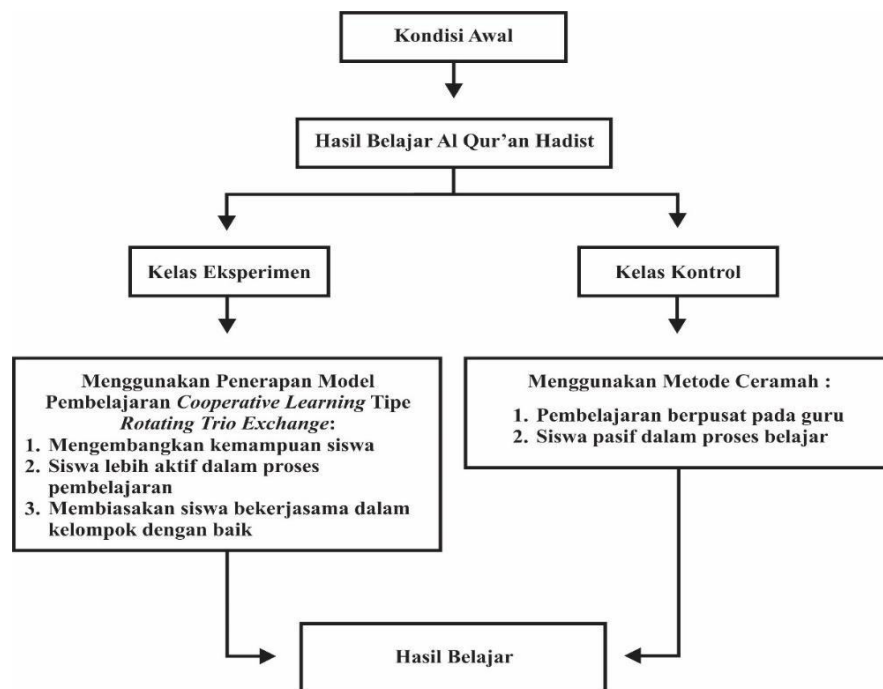 Kondisi Awal
Hasil Belajar Al Qur’an Hadist
Kelas Eksperimen
Kelas Kontrol
Menggunakan Penerapan Model
Pembelajaran Cooperative Learning Tipe
Rotating Trio Exchange:
1. Mengembangkan kemampuan siswa
2. Siswa lebih aktif dalam proses
pembelajaran
3. Membiasakan siswa bekerjasama dalam
kelompok dengan baik
Menggunakan Metode Ceramah :
1. Pembelajaran berpusat pada guru
2. Siswa pasif dalam proses belajar
Hasil Belajar